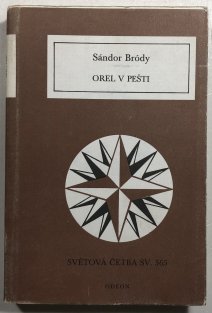 Sándor Bródy
OREL V PEŠTI
SVĚTOVÁ ČETBA SV. 565
ODEON